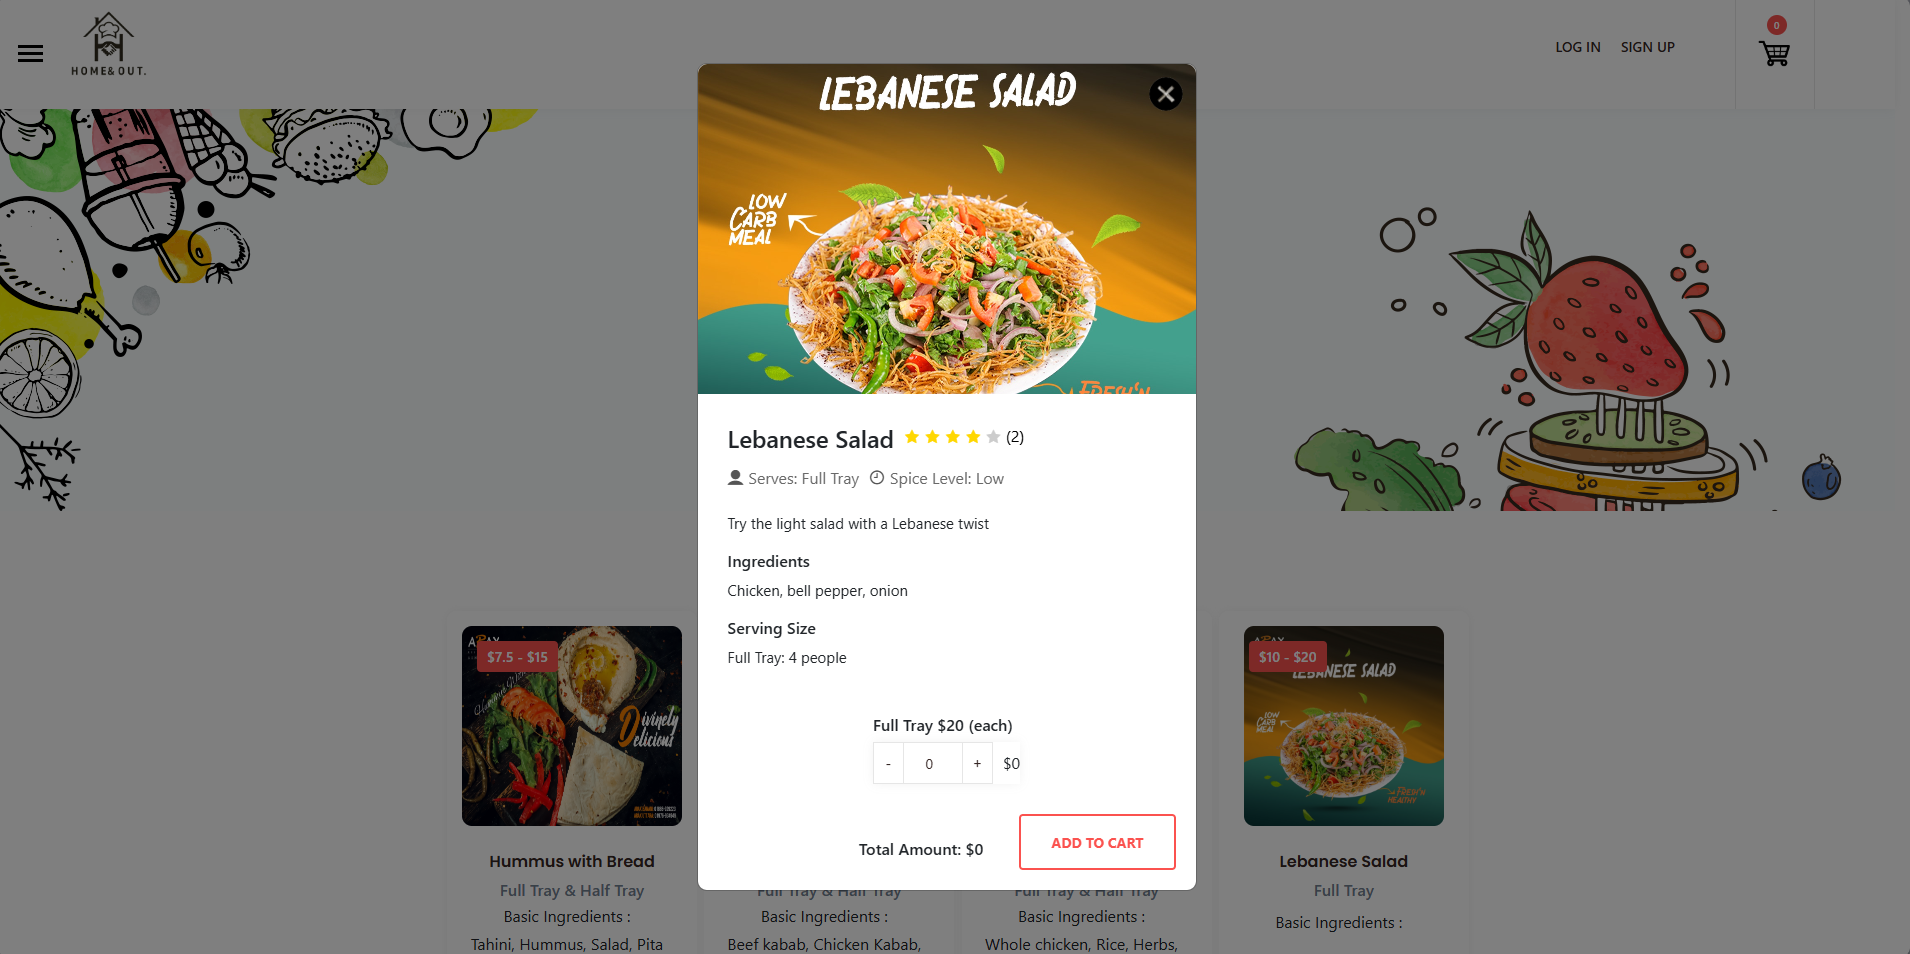 HOME&OUT.
LOG IN
SIGN UP
0
LEBANESE SALAD
LOW
CARB
MEAL
FRESH'N
Lebanese Salad (2)
Serves: Full Tray Spice Level: Low
Try the light salad with a Lebanese twist
Ingredients
Chicken, bell pepper, onion
Serving Size
Full Tray: 4 people
Full Tray $20 (each)
- 0 + $0
Total Amount: $0
ADD TO CART
$7.5 - $15
Divinely
Delicious
Hummus with Bread
Full Tray & Half Tray
Basic Ingredients :
Tahini, Hummus, Salad, Pita
Full Tray & Half Tray
Basic Ingredients :
Beef kabab, Chicken Kabab,
Full Tray & Half Tray
Basic Ingredients :
Whole chicken, Rice, Herbs,
$10 - $20
LEBANESE SALAD
LOW
CARB
MEAL
FRESH'N
HEALTHY
Lebanese Salad
Full Tray
Basic Ingredients :